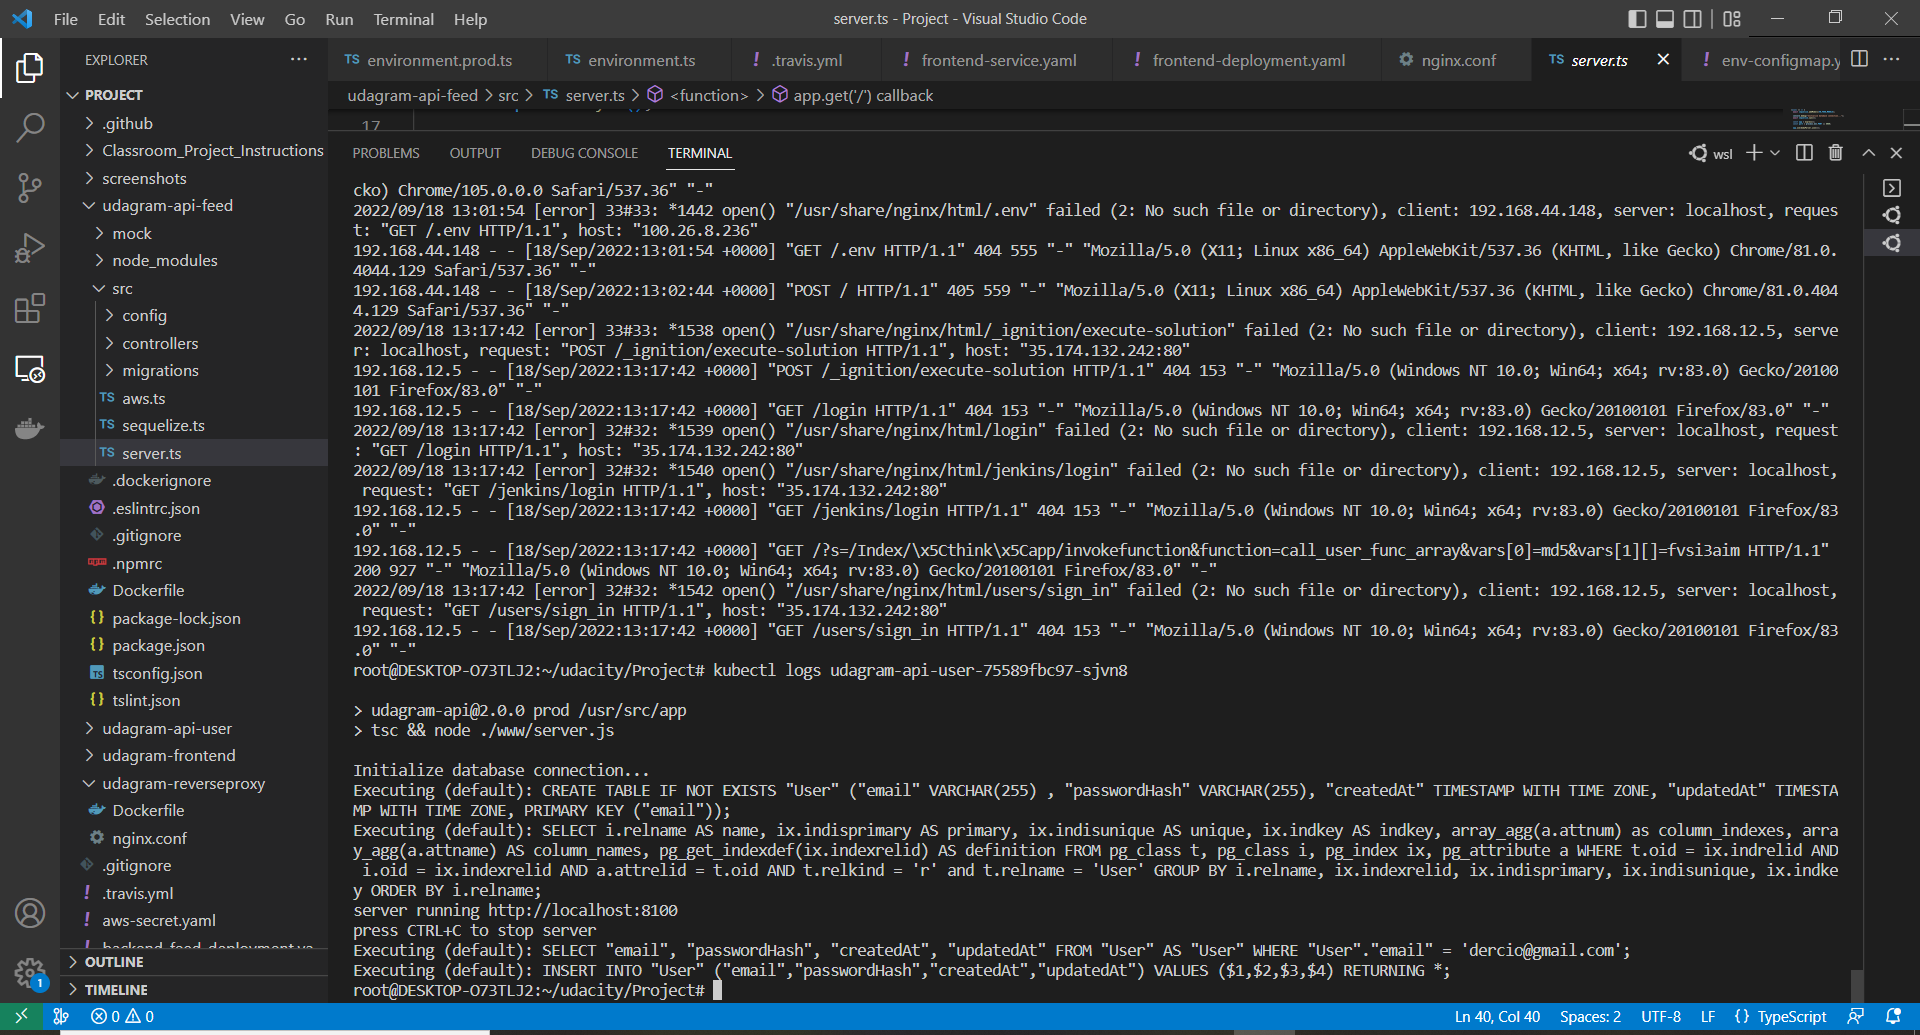 File Edit Selection View Go Run Terminal Help
server.ts - Project - Visual Studio Code
EXPLORER
PROJECT
.github
Classroom_Project_Instructions
screenshots
udagram-api-feed
mock
node_modules
src
config
controllers
migrations
TS aws.ts
TS sequelize.ts
TS server.ts
.dockerignore
.eslintrc.json
.gitignore
.npmrc
Dockerfile
{} package-lock.json
{} package.json
TS tsconfig.json
{} tslint.json
udagram-api-user
udagram-frontend
udagram-reverseproxy
Dockerfile
nginx.conf
.gitignore
! .travis.yml
! aws-secret.yaml
OUTLINE
TIMELINE
TS environment.prod.ts
TS environment.ts
! .travis.yml
! frontend-service.yaml
! frontend-deployment.yaml
nginx.conf
TS server.ts
! env-configmap.y
udagram-api-feed > src > TS server.ts > <function> > app.get('/') callback
17
PROBLEMS OUTPUT DEBUG CONSOLE TERMINAL
wsl
cko) Chrome/105.0.0.0 Safari/537.36" "-"
2022/09/18 13:01:54 [error] 33#33: *1442 open() "/usr/share/nginx/html/.env" failed (2: No such file or directory), client: 192.168.44.148, server: localhost, reques
t: "GET /.env HTTP/1.1", host: "100.26.8.236"
192.168.44.148 - - [18/Sep/2022:13:01:54 +0000] "GET /.env HTTP/1.1" 404 555 "-" "Mozilla/5.0 (X11; Linux x86_64) AppleWebKit/537.36 (KHTML, like Gecko) Chrome/81.0.
4044.129 Safari/537.36" "-"
192.168.44.148 - - [18/Sep/2022:13:02:44 +0000] "POST / HTTP/1.1" 405 559 "-" "Mozilla/5.0 (X11; Linux x86_64) AppleWebKit/537.36 (KHTML, like Gecko) Chrome/81.0.404
4.129 Safari/537.36" "-"
2022/09/18 13:17:42 [error] 33#33: *1538 open() "/usr/share/nginx/html/_ignition/execute-solution" failed (2: No such file or directory), client: 192.168.12.5, serve
r: localhost, request: "POST /_ignition/execute-solution HTTP/1.1", host: "35.174.132.242:80"
192.168.12.5 - - [18/Sep/2022:13:17:42 +0000] "POST /_ignition/execute-solution HTTP/1.1" 404 153 "-" "Mozilla/5.0 (Windows NT 10.0; Win64; x64; rv:83.0) Gecko/20100
101 Firefox/83.0" "-"
192.168.12.5 - - [18/Sep/2022:13:17:42 +0000] "GET /login HTTP/1.1" 404 153 "-" "Mozilla/5.0 (Windows NT 10.0; Win64; x64; rv:83.0) Gecko/20100101 Firefox/83.0" "-"
2022/09/18 13:17:42 [error] 32#32: *1539 open() "/usr/share/nginx/html/login" failed (2: No such file or directory), client: 192.168.12.5, server: localhost, request
: "GET /login HTTP/1.1", host: "35.174.132.242:80"
2022/09/18 13:17:42 [error] 32#32: *1540 open() "/usr/share/nginx/html/jenkins/login" failed (2: No such file or directory), client: 192.168.12.5, server: localhost,
request: "GET /jenkins/login HTTP/1.1", host: "35.174.132.242:80"
192.168.12.5 - - [18/Sep/2022:13:17:42 +0000] "GET /jenkins/login HTTP/1.1" 404 153 "-" "Mozilla/5.0 (Windows NT 10.0; Win64; x64; rv:83.0) Gecko/20100101 Firefox/83
.0" "-"
192.168.12.5 - - [18/Sep/2022:13:17:42 +0000] "GET /?s=/Index/\x5Cthink\x5Capp/invokefunction&function=call_user_func_array&vars[0]=md5&vars[1][]=fvsi3aim HTTP/1.1"
200 927 "-" "Mozilla/5.0 (Windows NT 10.0; Win64; x64; rv:83.0) Gecko/20100101 Firefox/83.0" "-"
2022/09/18 13:17:42 [error] 32#32: *1542 open() "/usr/share/nginx/html/users/sign_in" failed (2: No such file or directory), client: 192.168.12.5, server: localhost,
request: "GET /users/sign_in HTTP/1.1", host: "35.174.132.242:80"
192.168.12.5 - - [18/Sep/2022:13:17:42 +0000] "GET /users/sign_in HTTP/1.1" 404 153 "-" "Mozilla/5.0 (Windows NT 10.0; Win64; x64; rv:83.0) Gecko/20100101 Firefox/83
.0" "-"
root@DESKTOP-O73TLJ2:~/udacity/Project# kubectl logs udagram-api-user-75589fbc97-sjvn8
> udagram-api@2.0.0 prod /usr/src/app
> tsc && node ./www/server.js
Initialize database connection...
Executing (default): CREATE TABLE IF NOT EXISTS "User" ("email" VARCHAR(255) , "passwordHash" VARCHAR(255), "createdAt" TIMESTAMP WITH TIME ZONE, "updatedAt" TIMESTA
MP WITH TIME ZONE, PRIMARY KEY ("email"));
Executing (default): SELECT i.relname AS name, ix.indisprimary AS primary, ix.indisunique AS unique, ix.indkey AS indkey, array_agg(a.attnum) as column_indexes, arra
y_agg(a.attname) AS column_names, pg_get_indexdef(ix.indexrelid) AS definition FROM pg_class t, pg_class i, pg_index ix, pg_attribute a WHERE t.oid = ix.indrelid AND
i.oid = ix.indexrelid AND a.attrelid = t.oid AND t.relkind = 'r' and t.relname = 'User' GROUP BY i.relname, ix.indexrelid, ix.indisprimary, ix.indisunique, ix.indke
y ORDER BY i.relname;
server running http://localhost:8100
press CTRL+C to stop server
Executing (default): SELECT "email", "passwordHash", "createdAt", "updatedAt" FROM "User" AS "User" WHERE "User"."email" = 'dercio@gmail.com';
Executing (default): INSERT INTO "User" ("email","passwordHash","createdAt","updatedAt") VALUES ($1,$2,$3,$4) RETURNING *;
root@DESKTOP-O73TLJ2:~/udacity/Project#
1
0 0
Ln 40, Col 40 Spaces: 2 UTF-8 LF {} TypeScript